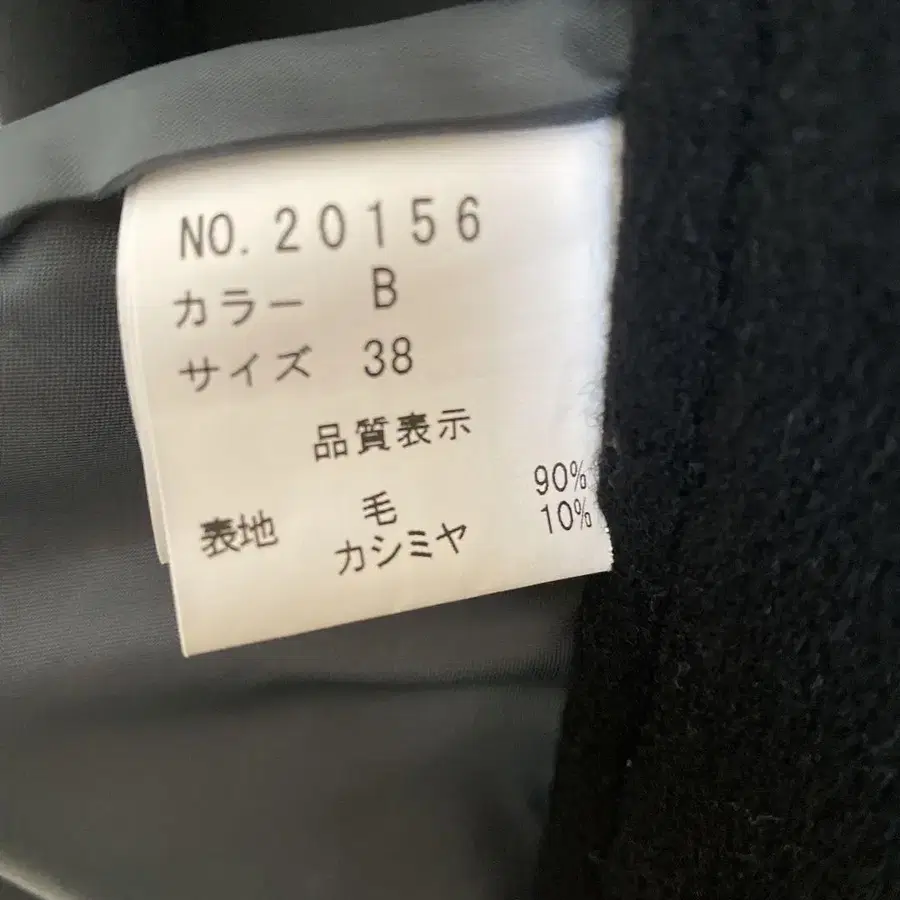 NO. 20156
カラー B
サイズ 38
品質表示
表地 毛 90%
カシミヤ 10%